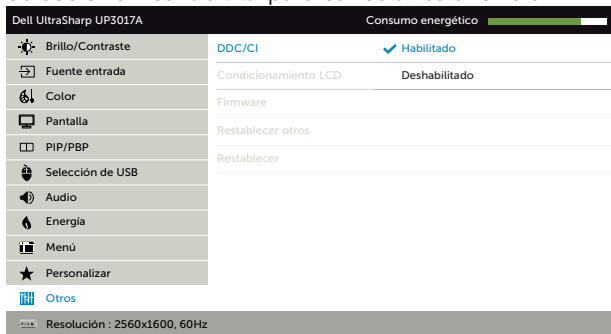 Dell UltraSharp UP3017A
Consumo energético
Brillo/Contraste
Fuente entrada
Color
Pantalla
PIP/PBP
Selección de USB
Audio
Energía
Menú
Personalizar
Otros
DDC/CI
Habilitado
Condicionamiento LCD
Deshabilitado
Firmware
Restablecer otros
Restablecer
Resolución : 2560x1600, 60Hz